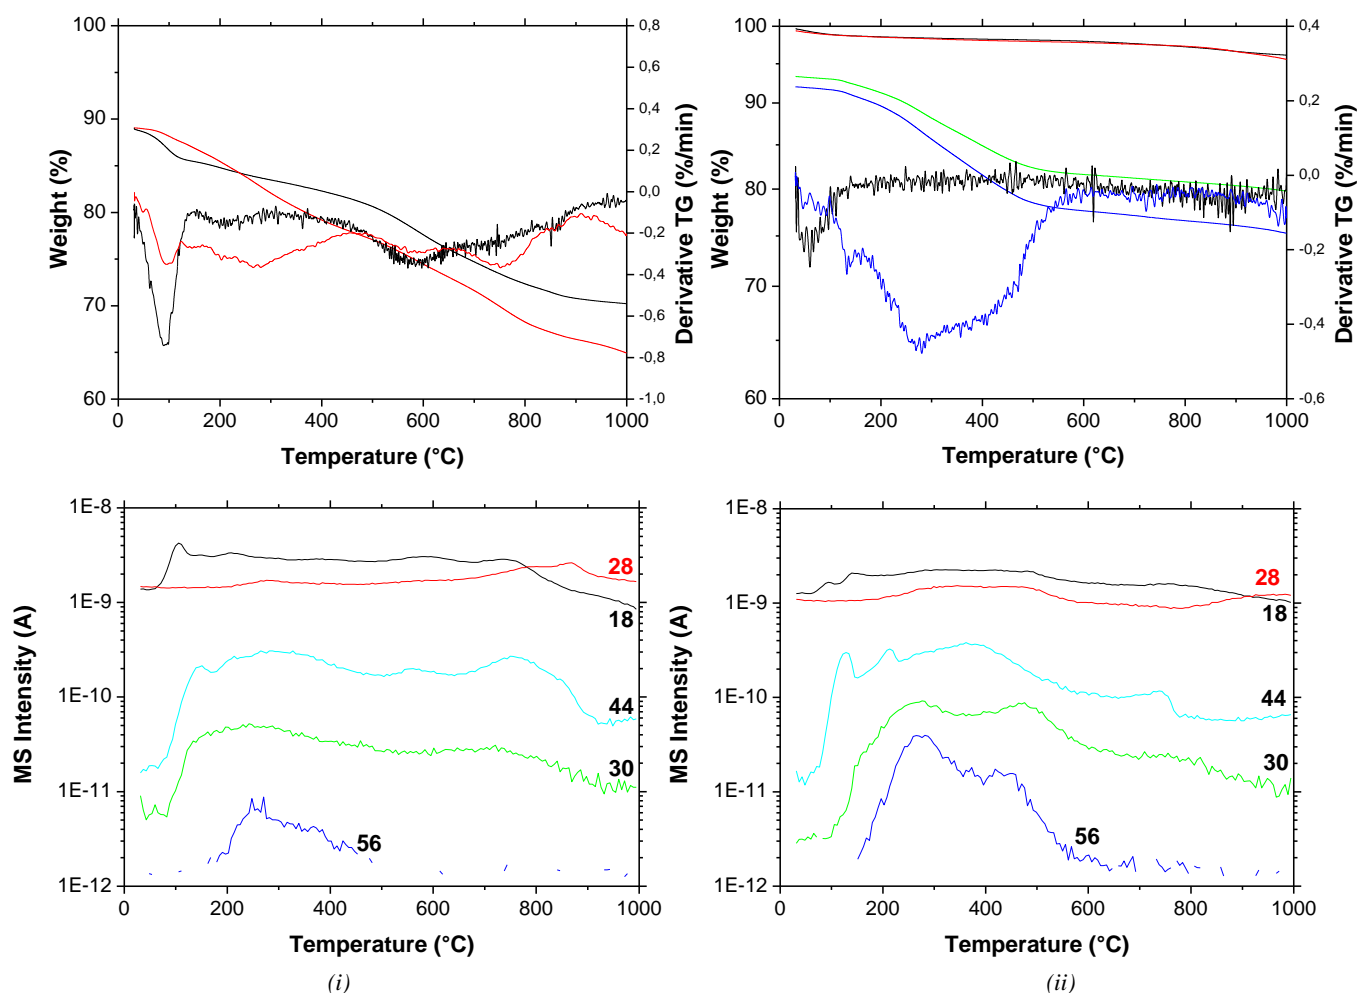 100
90
80
70
60
Weight (%)
0,8
0,6
0,4
0,2
0,0
-0,2
-0,4
-0,6
-0,8
-1,0
Derivative TG (%/min)
0 200 400 600 800 1000
Temperature (°C)
100
90
80
70
60
Weight (%)
0,4
0,2
0,0
-0,2
-0,4
-0,6
Derivative TG (%/min)
0 200 400 600 800 1000
Temperature (°C)
1E-8
1E-9
1E-10
1E-11
1E-12
MS Intensity (A)
28
18
44
30
56
0 200 400 600 800 1000
Temperature (°C)
(i)
1E-8
1E-9
1E-10
1E-11
1E-12
MS Intensity (A)
28
18
44
30
56
0 200 400 600 800 1000
Temperature (°C)
(ii)